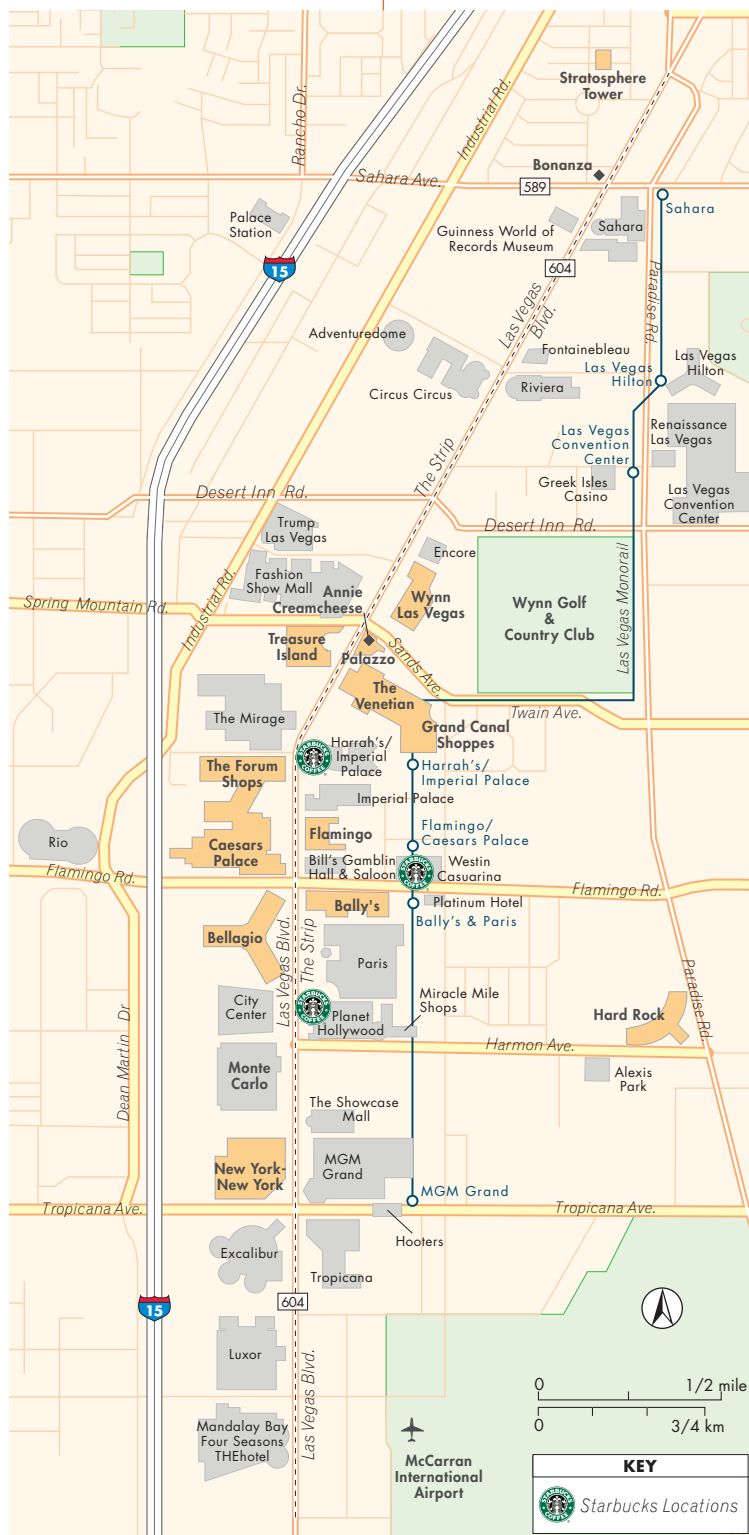 Stratosphere
Tower
Rancho Dr.
Industrial Rd.
Bonanza
Sahara Ave.
589
Sahara
Palace
Station
Guinness World of
Records Museum
Sahara
15
604
Paradise Rd.
Las Vegas
Blvd.
Adventuredome
Fontainebleau
Las Vegas
Hilton
Las Vegas
Hilton
Circus Circus
Riviera
Las Vegas
Convention
Center
Renaissance
Las Vegas
The Strip
Greek Isles
Casino
Las Vegas
Convention
Center
Desert Inn Rd.
Trump
Las Vegas
Desert Inn Rd.
Encore
Fashion
Show Mall
Annie
Creamcheese
Industrial Rd.
Wynn
Las Vegas
Wynn Golf
&
Country Club
Las Vegas Monorail
Spring Mountain Rd.
Treasure
Island
Palazzo
Sands Ave.
The
Venetian
Twain Ave.
The Mirage
Grand Canal
Shoppes
STARBUCKS
COFFEE
Harrah's/
Imperial
Palace
The Forum
Shops
Harrah's/
Imperial Palace
Imperial Palace
Rio
Caesars
Palace
Flamingo
Flamingo/
Caesars Palace
Bill's Gamblin
Hall & Saloon
STARBUCKS
COFFEE
Westin
Casuarina
Flamingo Rd.
Flamingo Rd.
Bally's
Platinum Hotel
Bally's & Paris
Bellagio
Las Vegas Blvd.
The Strip
Paris
City
Center
STARBUCKS
COFFEE
Planet
Hollywood
Miracle Mile
Shops
Hard Rock
Paradise Rd.
Dean Martin Dr
Monte
Carlo
Harmon Ave.
Alexis
Park
The Showcase
Mall
New York-
New York
MGM
Grand
MGM Grand
Tropicana Ave.
Tropicana Ave.
Hooters
Excalibur
Tropicana
604
15
Luxor
Las Vegas Blvd.
Mandalay Bay
Four Seasons
THEhotel
McCarran
International
Airport
0 1/2 mile
0 3/4 km
KEY
STARBUCKS
COFFEE
Starbucks Locations